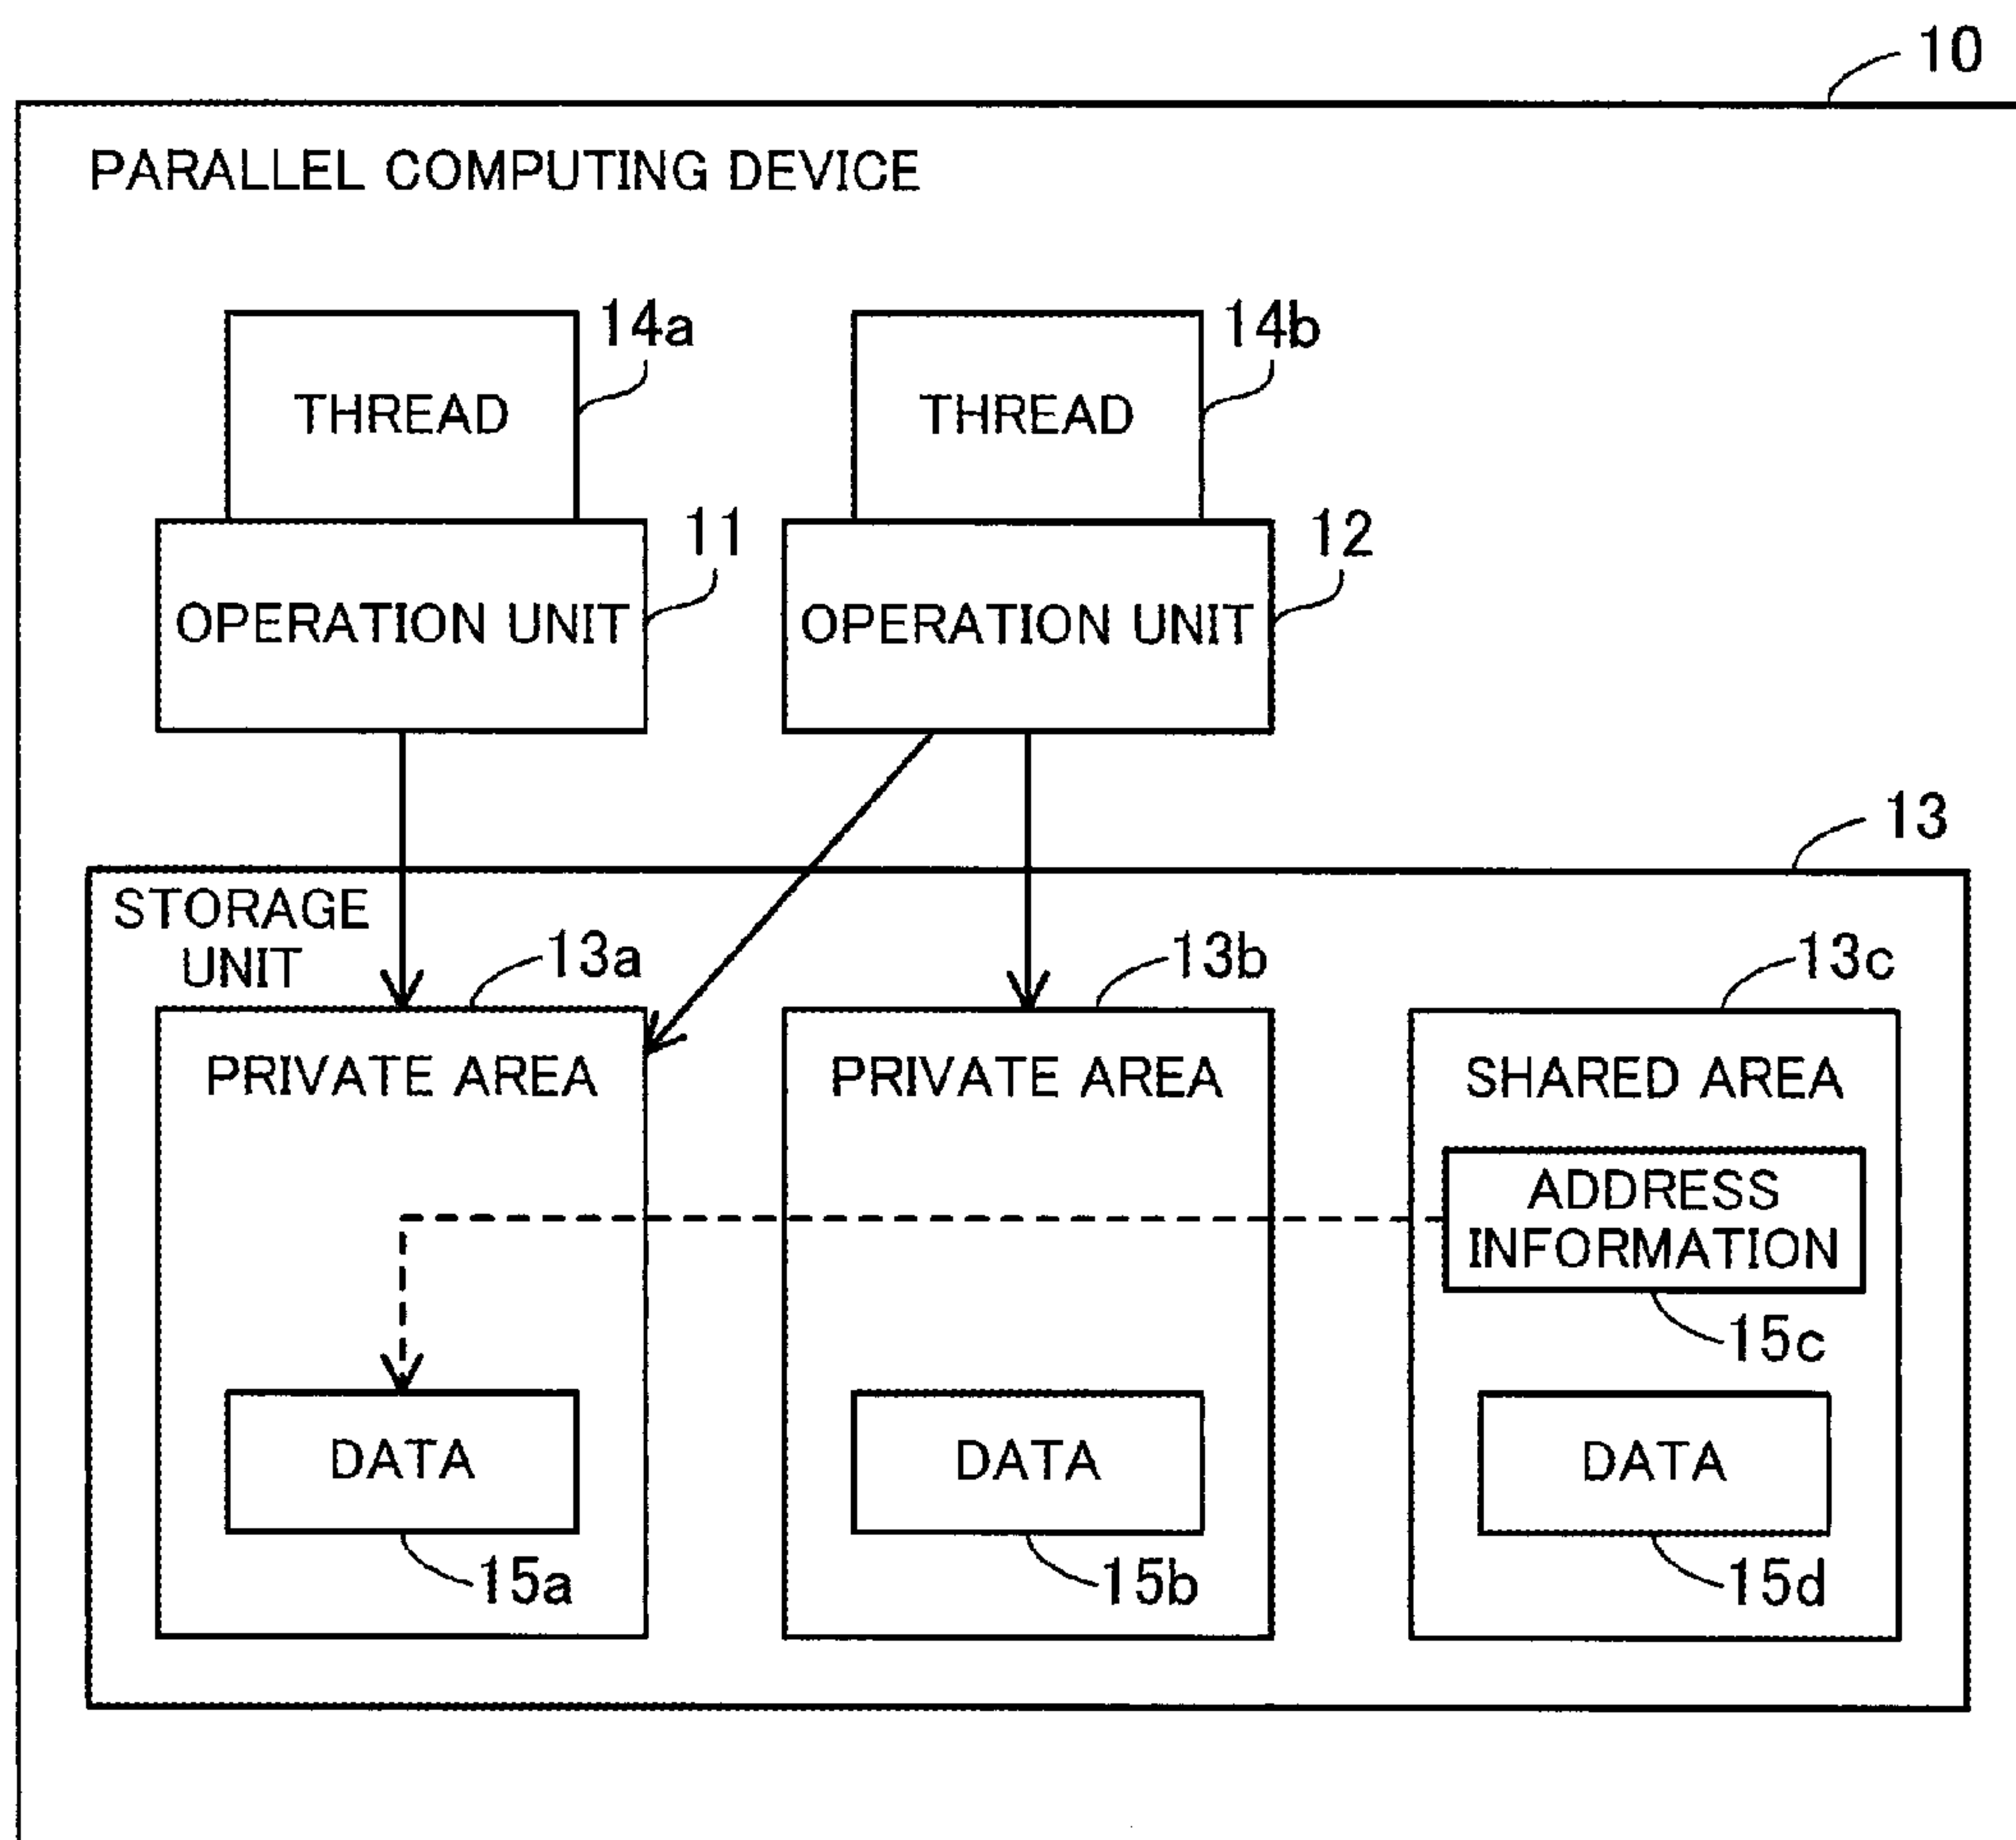 10
PARALLEL COMPUTING DEVICE
14a
14b
THREAD
THREAD
11
12
OPERATION UNIT
OPERATION UNIT
13
STORAGE
UNIT
13a
13b
13c
PRIVATE AREA
PRIVATE AREA
SHARED AREA
ADDRESS
INFORMATION
15c
DATA
DATA
DATA
15a
15b
15d